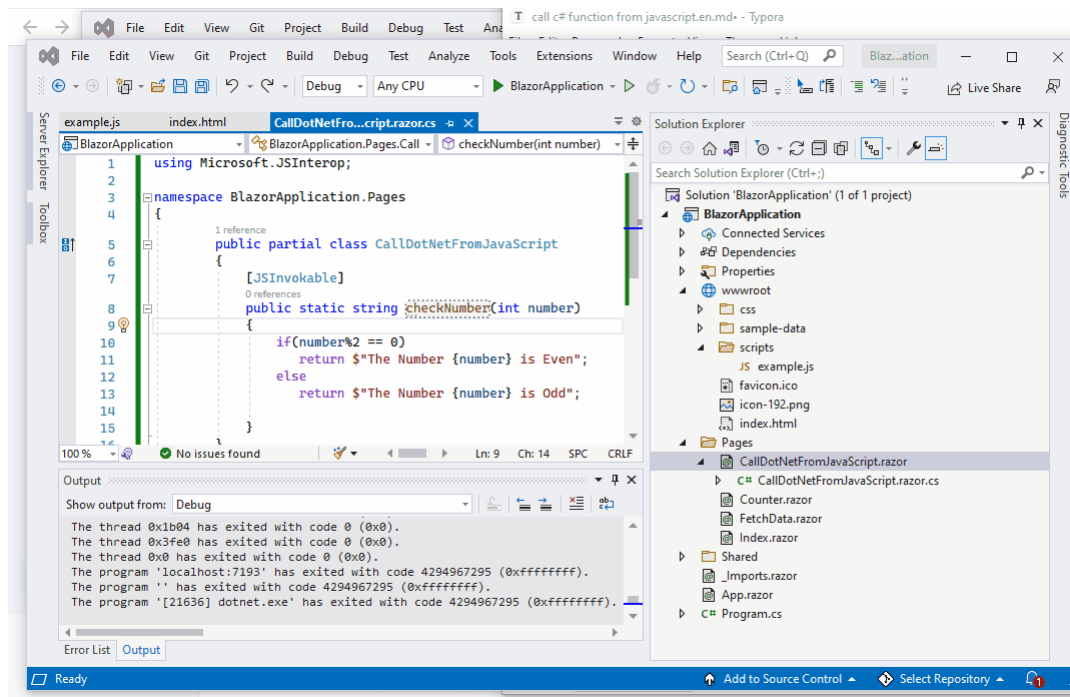 call c# function from javascript.en.md• - Typora
File Edit View Git Project Build Debug Test Ana
File Edit View Git Project Build Debug Test Analyze Tools Extensions Window Help Search (Ctrl+Q) Blaz...ation
Debug Any CPU BlazorApplication Live Share
Server Explorer
Toolbox
example.js index.html CallDotNetFro...cript.razor.cs
BlazorApplication BlazorApplication.Pages.Call checkNumber(int number)
1 using Microsoft.JSInterop;
2
3 namespace BlazorApplication.Pages
4 {
1 reference
5 public partial class CallDotNetFromJavaScript
6 {
7 [JSInvokable]
0 references
8 public static string checkNumber(int number)
9 {
10 if(number%2 == 0)
11 return $"The Number {number} is Even";
12 else
13 return $"The Number {number} is Odd";
14
15 }
16 }
100 % No issues found Ln: 9 Ch: 14 SPC CRLF
Output
Show output from: Debug
The thread 0x1b04 has exited with code 0 (0x0).
The thread 0x3fe0 has exited with code 0 (0x0).
The thread 0x0 has exited with code 0 (0x0).
The program 'localhost:7193' has exited with code 4294967295 (0xffffffff).
The program '' has exited with code 4294967295 (0xffffffff).
The program '[21636] dotnet.exe' has exited with code 4294967295 (0xffffffff).
Error List Output
Solution Explorer
Search Solution Explorer (Ctrl+;)
Solution 'BlazorApplication' (1 of 1 project)
BlazorApplication
Connected Services
Dependencies
Properties
wwwroot
css
sample-data
scripts
JS example.js
favicon.ico
icon-192.png
index.html
Pages
CallDotNetFromJavaScript.razor
C# CallDotNetFromJavaScript.razor.cs
Counter.razor
FetchData.razor
Index.razor
Shared
_Imports.razor
App.razor
C# Program.cs
Diagnostic Tools
Ready Add to Source Control Select Repository 1